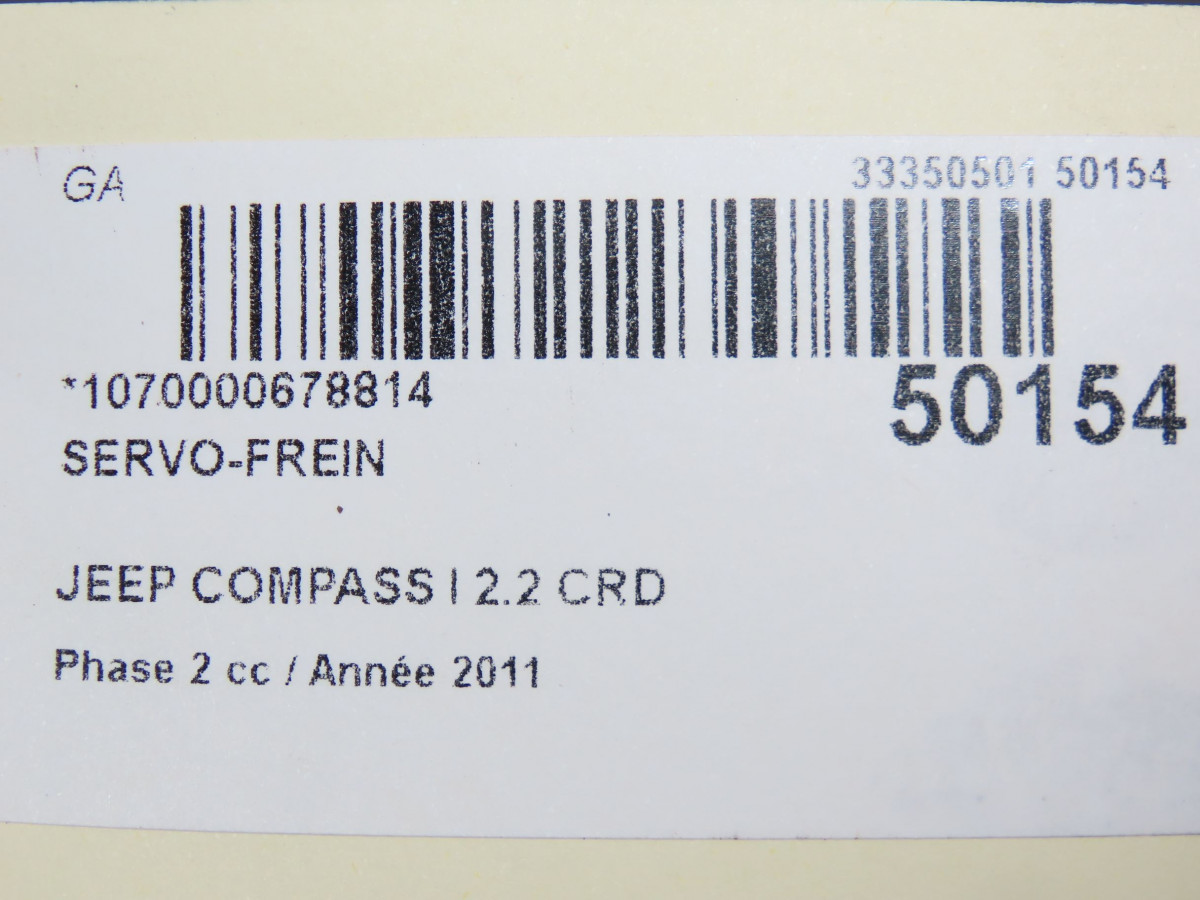 GA
33350501 50154
*1070000678814
50154
SERVO-FREIN
JEEP COMPASS I 2.2 CRD
Phase 2 cc / Année 2011